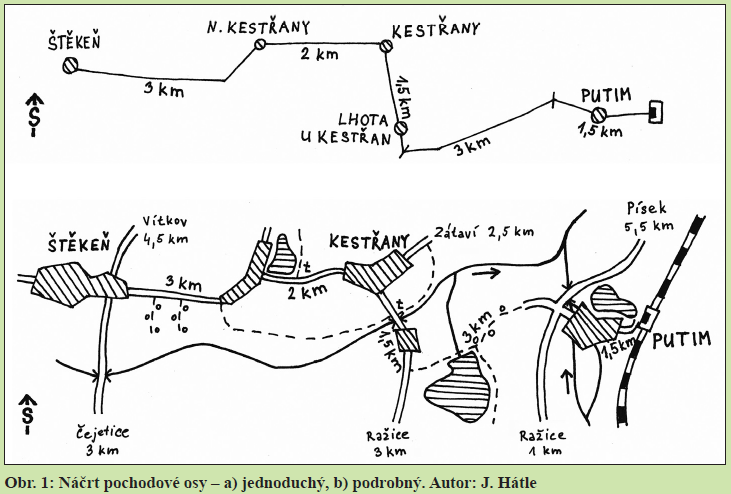 ŠTĚKEŇ
N. KESTŘANY
KESTŘANY
3 km
2 km
1,5 km
LHOTA
U KESTŘAN
3 km
PUTIM
1,5 km
S
ŠTĚKEŇ
Vítkov
4,5 km
KESTŘANY
Zátaví 2,5 km
Písek
5,5 km
3 km
t
2 km
t
1,5 km
3 km
1,5 km
PUTIM
S
Čejetice
3 km
Ražice
3 km
Ražice
1 km
Obr. 1: Náčrt pochodové osy – a) jednoduchý, b) podrobný. Autor: J. Hátle